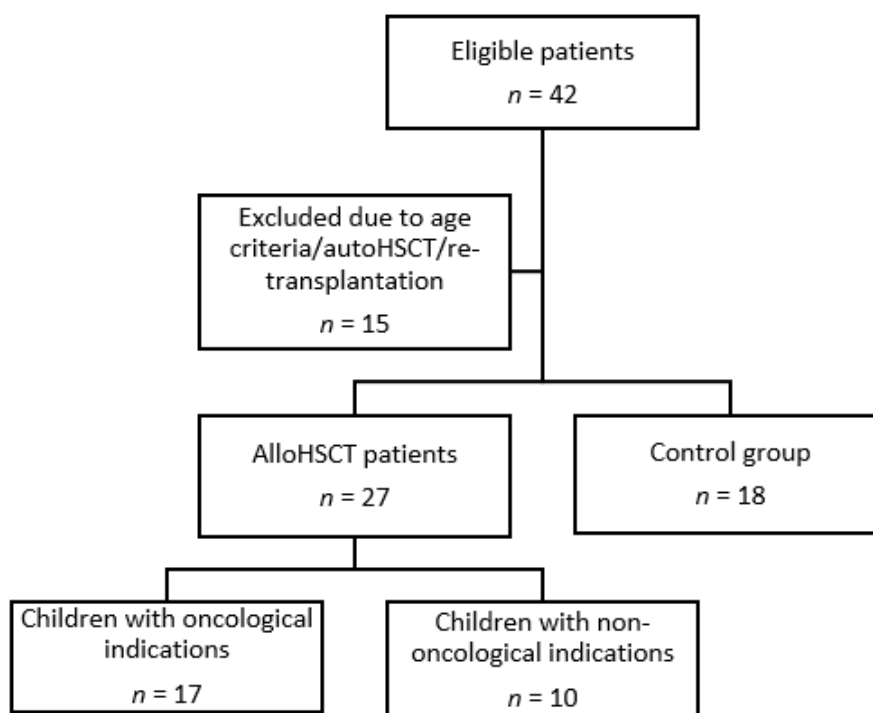 Eligible patients
n = 42
Excluded due to age
criteria/autoHSCT/re-
transplantation
n = 15
AlloHSCT patients
n = 27
Control group
n = 18
Children with oncological
indications
n = 17
Children with non-
oncological indications
n = 10